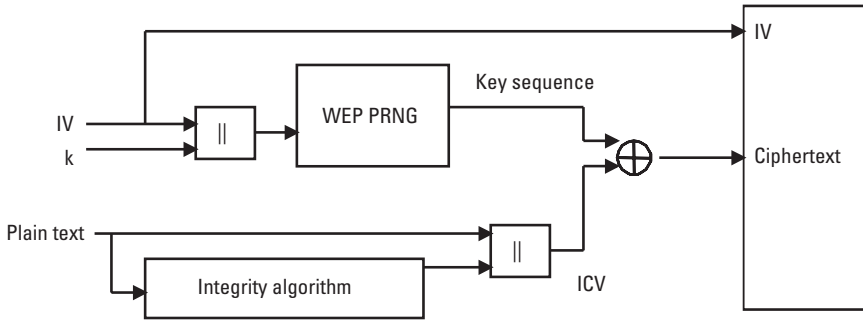 IV
Key sequence
WEP PRNG
IV
||
k
Ciphertext
Plain text
||
Integrity algorithm
ICV